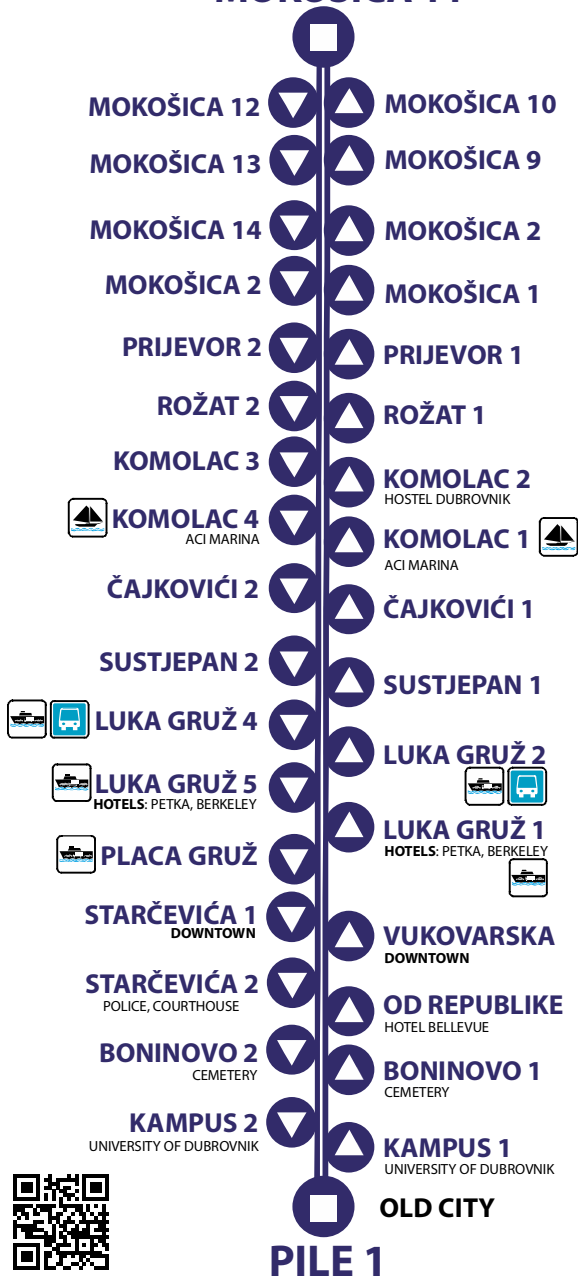 MOKOŠICA
MOKOŠICA 12
MOKOŠICA 13
MOKOŠICA 14
MOKOŠICA 2
PRIJEVOR 2
ROŽAT 2
KOMOLAC 3
KOMOLAC 4
ACI MARINA
ČAJKOVIĆI 2
SUSTJEPAN 2
LUKA GRUŽ 4
LUKA GRUŽ 5
HOTELS: PETKA, BERKELEY
PLACA GRUŽ
STARČEVIĆA 1
DOWNTOWN
STARČEVIĆA 2
POLICE, COURTHOUSE
BONINOVO 2
CEMETERY
KAMPUS 2
UNIVERSITY OF DUBROVNIK
MOKOŠICA 10
MOKOŠICA 9
MOKOŠICA 2
MOKOŠICA 1
PRIJEVOR 1
ROŽAT 1
KOMOLAC 2
HOSTEL DUBROVNIK
KOMOLAC 1
ACI MARINA
ČAJKOVIĆI 1
SUSTJEPAN 1
LUKA GRUŽ 2
LUKA GRUŽ 1
HOTELS: PETKA, BERKELEY
VUKOVARSKA
DOWNTOWN
OD REPUBLIKE
HOTEL BELLEVUE
BONINOVO 1
CEMETERY
KAMPUS 1
UNIVERSITY OF DUBROVNIK
OLD CITY
PILE 1